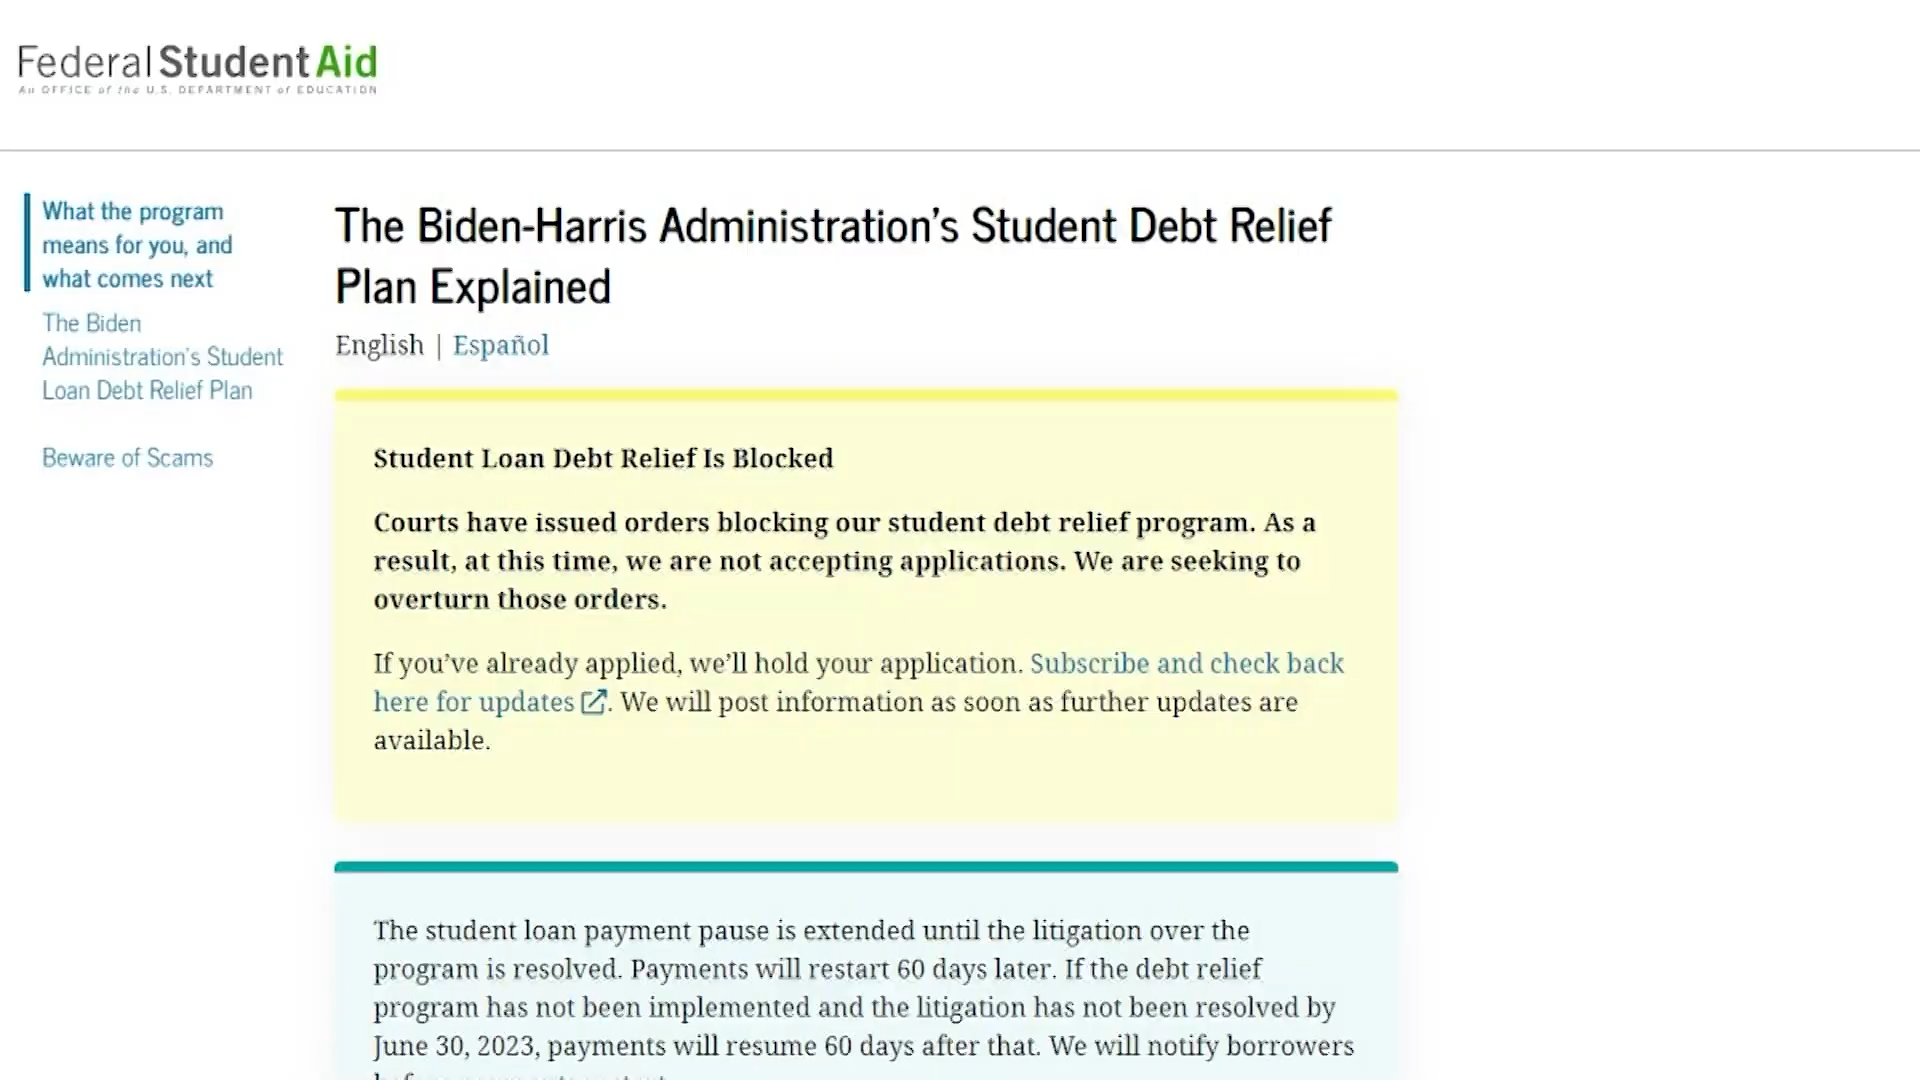 Federal Student Aid
An OFFICE of the U.S. DEPARTMENT of EDUCATION
What the program
means for you, and
what comes next
The Biden
Administration's Student
Loan Debt Relief Plan
Beware of Scams
The Biden-Harris Administration’s Student Debt Relief
Plan Explained
English | Español
Student Loan Debt Relief Is Blocked
Courts have issued orders blocking our student debt relief program. As a
result, at this time, we are not accepting applications. We are seeking to
overturn those orders.
If you’ve already applied, we’ll hold your application. Subscribe and check back
here for updates. We will post information as soon as further updates are
available.
The student loan payment pause is extended until the litigation over the
program is resolved. Payments will restart 60 days later. If the debt relief
program has not been implemented and the litigation has not been resolved by
June 30, 2023, payments will resume 60 days after that. We will notify borrowers